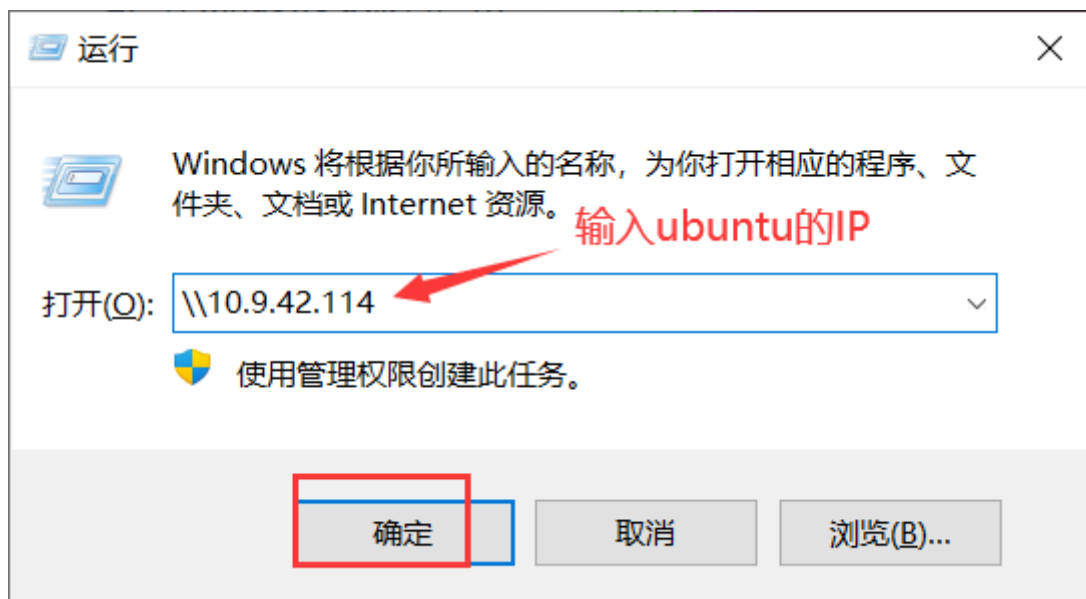 运行
Windows 将根据你所输入的名称，为你打开相应的程序、文
件夹、文档或 Internet 资源。
输入ubuntu的IP
打开(O): \\10.9.42.114
使用管理权限创建此任务。
确定 取消 浏览(B)...